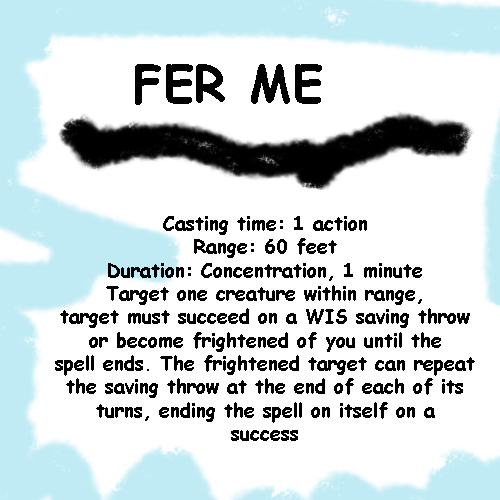 FER ME
Casting time: 1 action
Range: 60 feet
Duration: Concentration, 1 minute
Target one creature within range,
target must succeed on a WIS saving throw
or become frightened of you until the
spell ends. The frightened target can repeat
the saving throw at the end of each of its
turns, ending the spell on itself on a
success